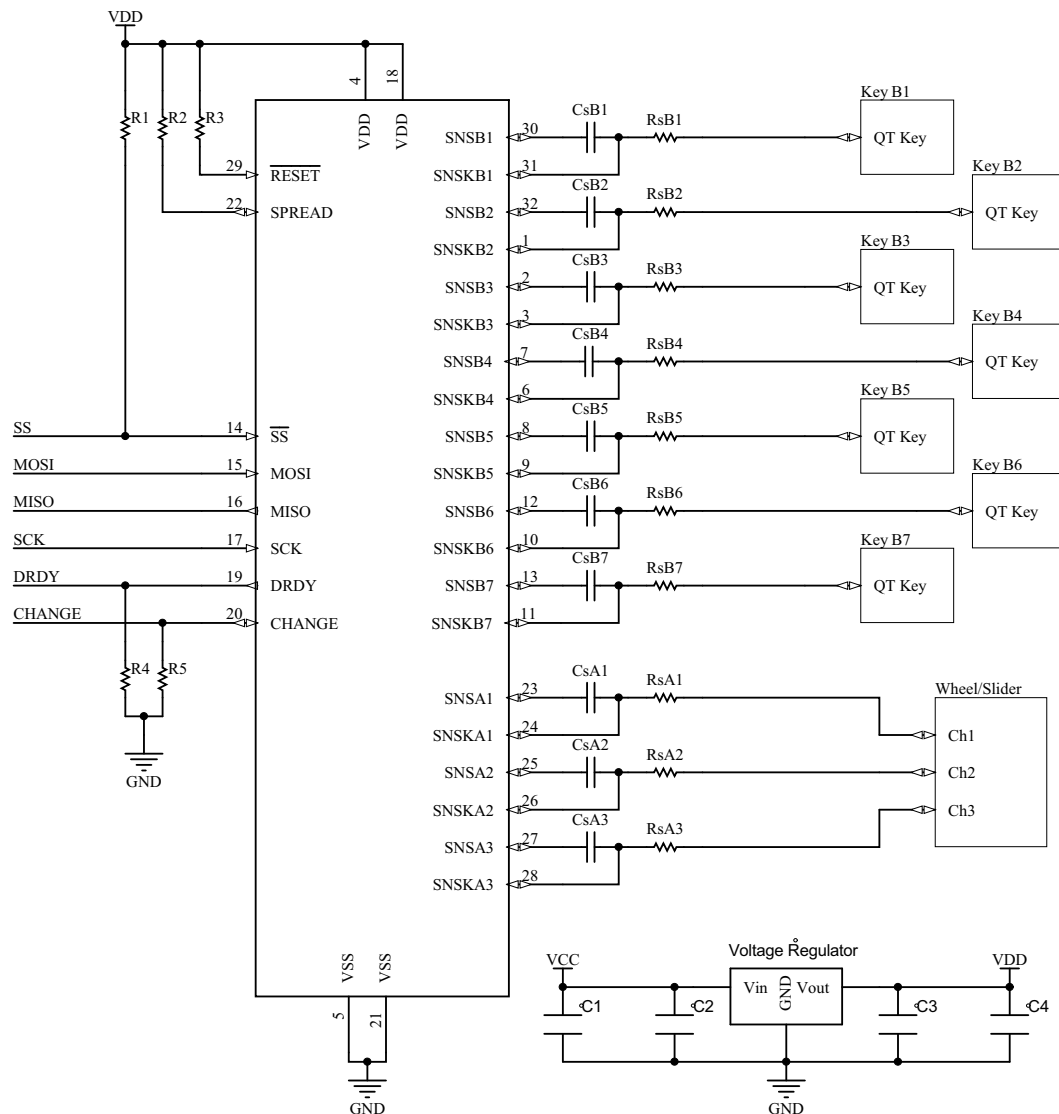 VDD
R1 R2 R3
4
18
VDD
VDD
29 RESET
22 SPREAD
SS 14 SS
MOSI 15 MOSI
MISO 16 MISO
SCK 17 SCK
DRDY 19 DRDY
CHANGE 20 CHANGE
R4 R5
GND
VSS
VSS
5
21
GND
CsB1
SNSB1 30 RsB1
Key B1
QT Key
SNSKB1 31
CsB2
SNSB2 32 RsB2
Key B2
QT Key
SNSKB2 1
CsB3
SNSB3 2 RsB3
Key B3
QT Key
SNSKB3 3
CsB4
SNSB4 7 RsB4
Key B4
QT Key
SNSKB4 6
CsB5
SNSB5 8 RsB5
Key B5
QT Key
SNSKB5 9
CsB6
SNSB6 12 RsB6
Key B6
QT Key
SNSKB6 10
CsB7
SNSB7 13 RsB7
Key B7
QT Key
SNSKB7 11
CsA1
SNSA1 23 RsA1
SNSKA1 24
CsA2
SNSA2 25 RsA2
SNSKA2 26
CsA3
SNSA3 27 RsA3
SNSKA3 28
Wheel/Slider
Ch1
Ch2
Ch3
Voltage Regulator
VCC
VDD
Vin GND Vout
C1 C2 C3 C4
GND